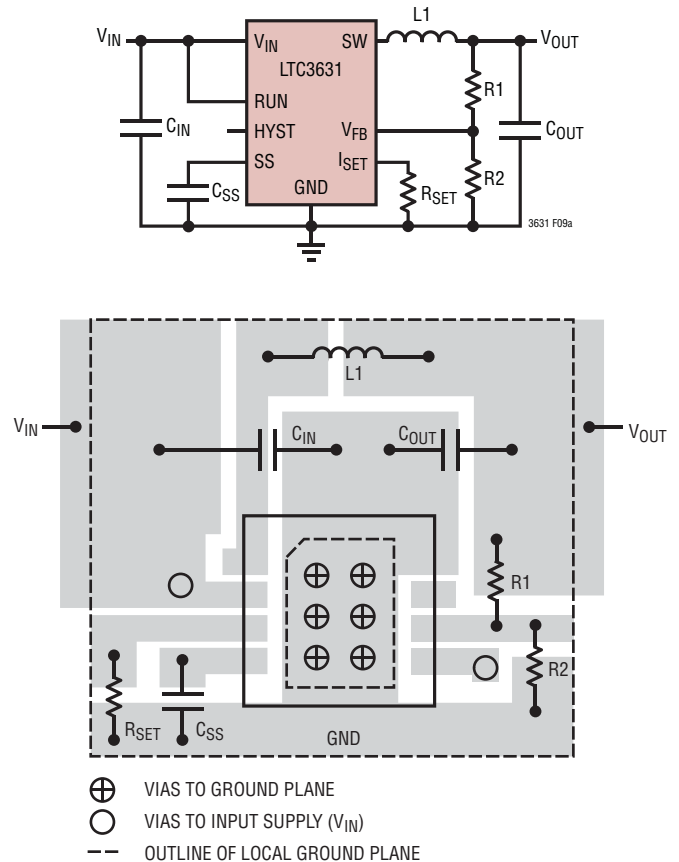 L1
VIN
VIN
SW
VOUT
LTC3631
R1
RUN
CIN
HYST
VFB
COUT
SS
ISET
R2
CSS
GND
RSET
3631 F09a
L1
VIN
CIN
COUT
VOUT
R1
R2
RSET
CSS
GND
VIAS TO GROUND PLANE
VIAS TO INPUT SUPPLY (VIN)
OUTLINE OF LOCAL GROUND PLANE